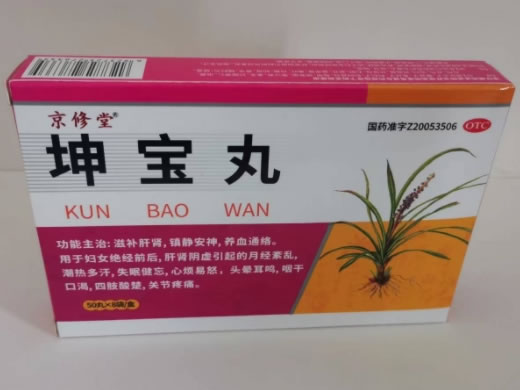 京修堂®
国药准字Z20053506
OTC
坤宝丸
KUN BAO WAN
功能主治:滋补肝肾,镇静安神,养血通络。
用于妇女绝经前后,肝肾阴虚引起的月经紊乱,
潮热多汗,失眠健忘,心烦易怒,头晕耳鸣,咽干
口渴,四肢酸楚,关节疼痛。
50丸×8袋/盒